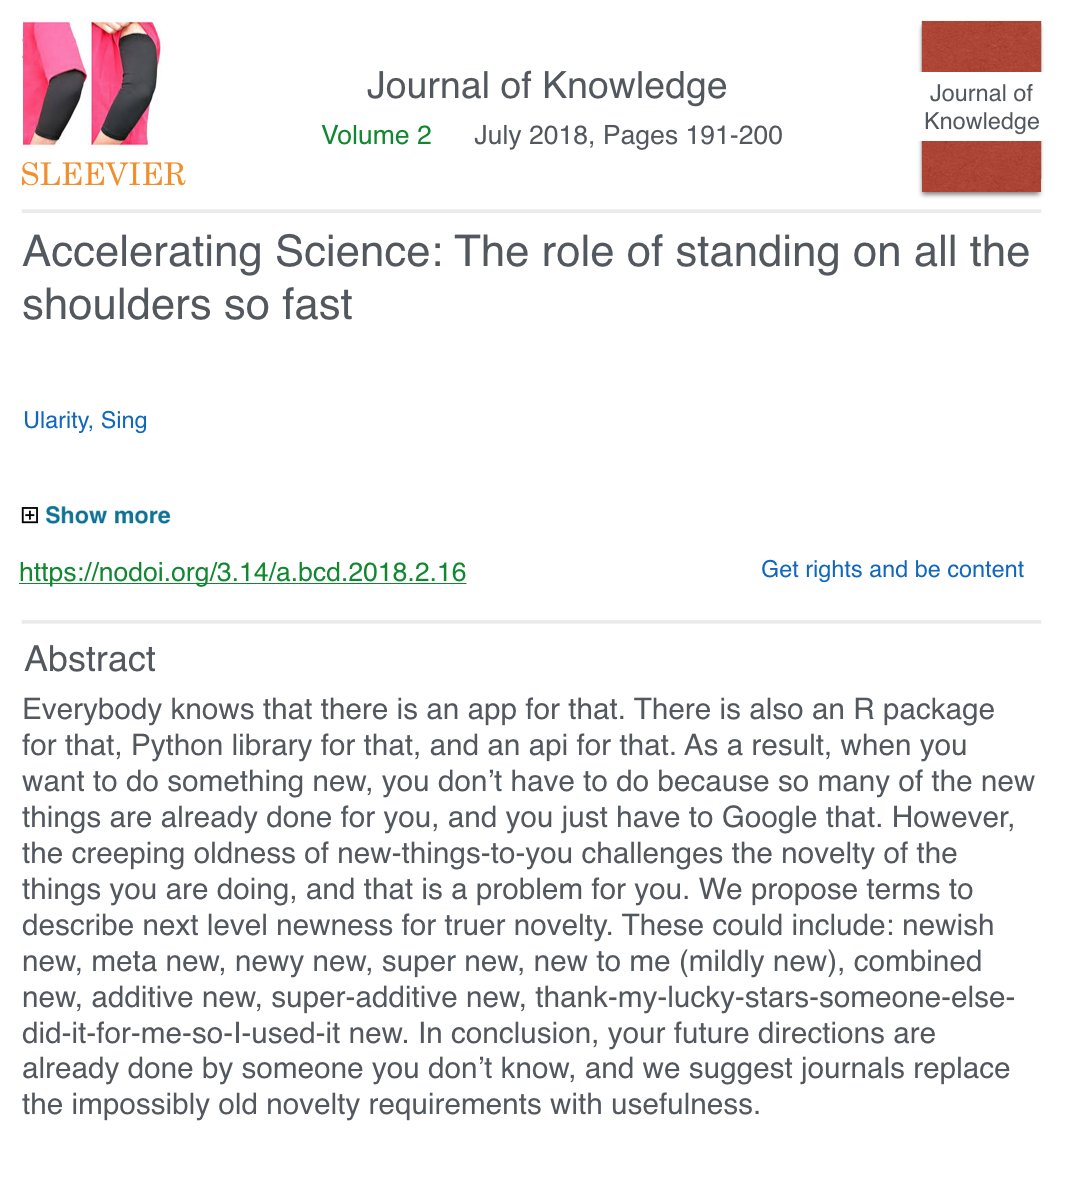 SLEEVIER
Journal of Knowledge
Volume 2 July 2018, Pages 191-200
Journal of
Knowledge
Accelerating Science: The role of standing on all the
shoulders so fast
Ularity, Sing
Show more
https://nodoi.org/3.14/a.bcd.2018.2.16
Get rights and be content
Abstract
Everybody knows that there is an app for that. There is also an R package
for that, Python library for that, and an api for that. As a result, when you
want to do something new, you don’t have to do because so many of the new
things are already done for you, and you just have to Google that. However,
the creeping oldness of new-things-to-you challenges the novelty of the
things you are doing, and that is a problem for you. We propose terms to
describe next level newness for truer novelty. These could include: newish
new, meta new, newy new, super new, new to me (mildly new), combined
new, additive new, super-additive new, thank-my-lucky-stars-someone-else-
did-it-for-me-so-I-used-it new. In conclusion, your future directions are
already done by someone you don’t know, and we suggest journals replace
the impossibly old novelty requirements with usefulness.